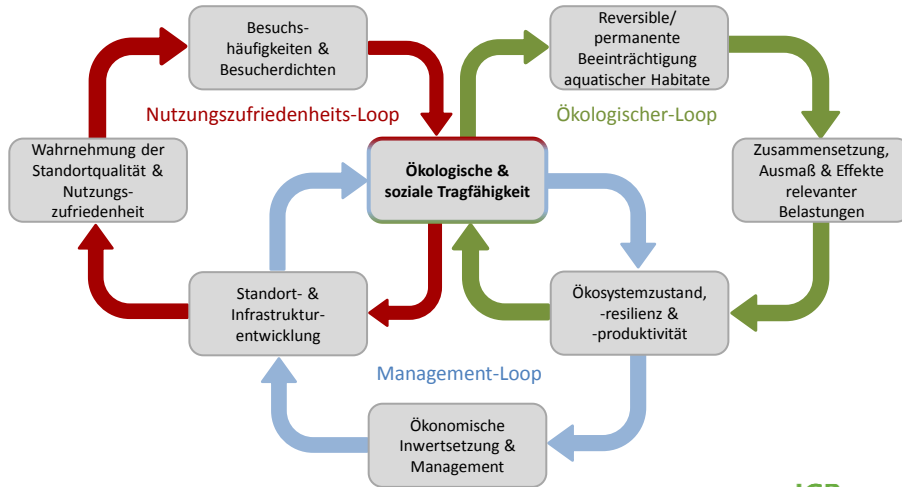 Besuchs-
häufigkeiten &
Besucherdichten
Reversible/
permanente
Beeinträchtigung
aquatischer Habitate
Nutzungszufriedenheits-Loop
Ökologischer-Loop
Wahrnehmung der
Standortqualität &
Nutzungs-
zufriedenheit
Ökologische &
soziale Tragfähigkeit
Zusammensetzung,
Ausmaß & Effekte
relevanter
Belastungen
Standort- &
Infrastruktur-
entwicklung
Ökosystemzustand,
-resilienz &
-produktivität
Management-Loop
Ökonomische
Inwertsetzung &
Management